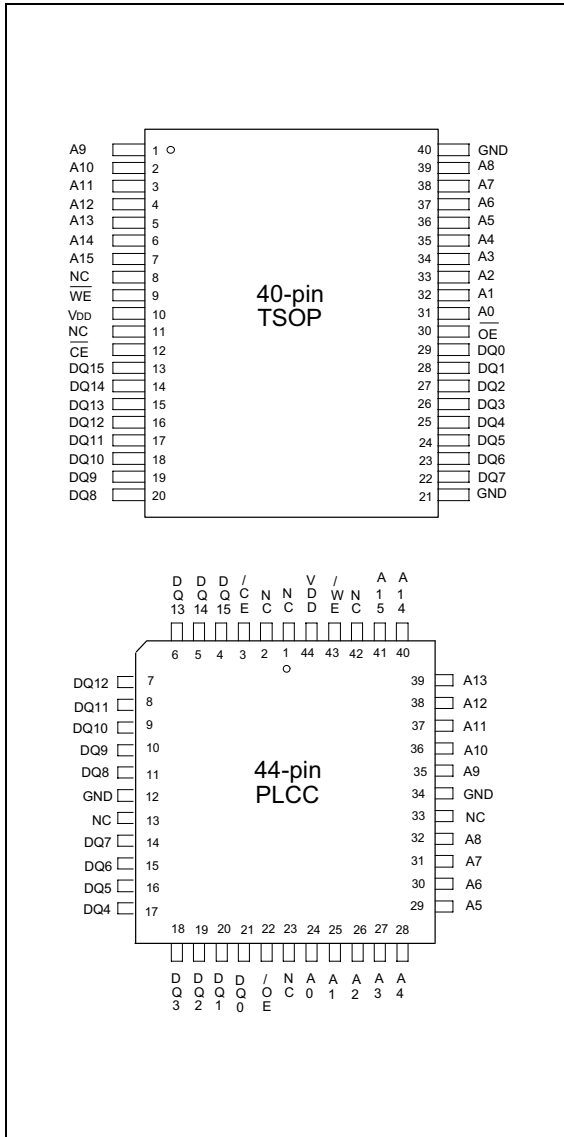 A9 1 40 GND
A10 2 39 A8
A11 3 38 A7
A12 4 37 A6
A13 5 36 A5
A14 6 35 A4
A15 7 34 A3
NC 8 33 A2
WE 9 32 A1
VDD 10 31 A0
NC 11 30 OE
CE 12 29 DQ0
DQ15 13 28 DQ1
DQ14 14 27 DQ2
DQ13 15 26 DQ3
DQ12 16 25 DQ4
DQ11 17 24 DQ5
DQ10 18 23 DQ6
DQ9 19 22 DQ7
DQ8 20 21 GND
40-pin
TSOP
DQ13 DQ14 DQ15 /CE NC NC VDD /WE NC A15 A14
6 5 4 3 2 1 44 43 42 41 40
DQ12 7 39 A13
DQ11 8 38 A12
DQ10 9 37 A11
DQ9 10 36 A10
DQ8 11 35 A9
GND 12 34 GND
NC 13 33 NC
DQ7 14 32 A8
DQ6 15 31 A7
DQ5 16 30 A6
DQ4 17 29 A5
44-pin
PLCC
18 19 20 21 22 23 24 25 26 27 28
DQ3 DQ2 DQ1 DQ0 /OE NC A0 A1 A2 A3 A4